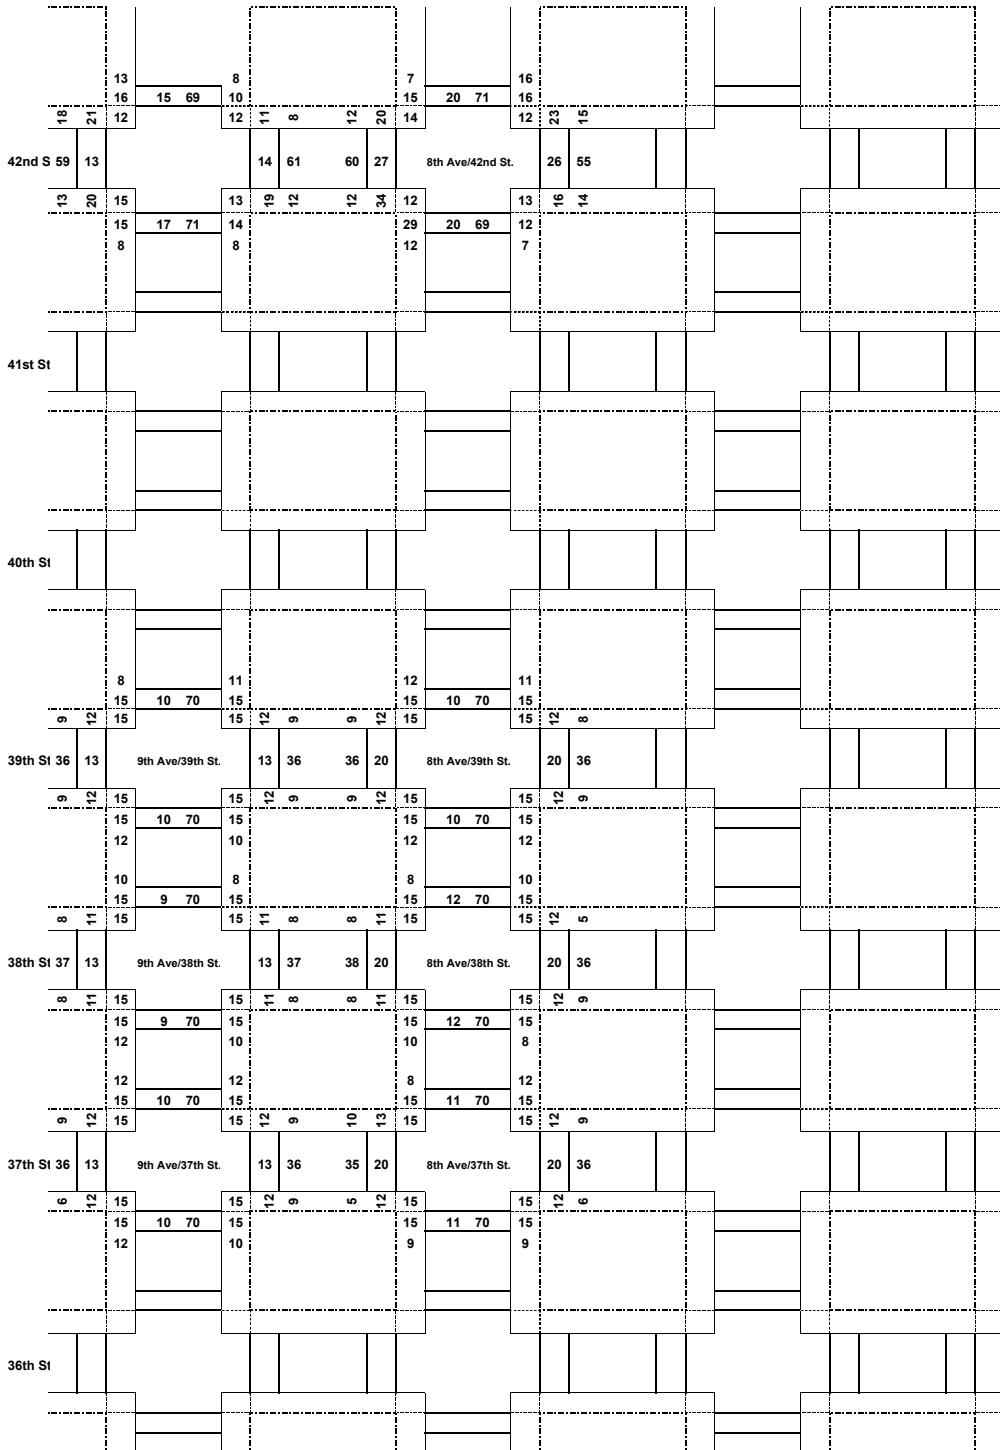 13 8 7 16
16 15 69 10 15 20 71 16
18 21 12 12 11 8 12 20 14 12 23 15
42nd S 59 13 14 61 60 27 8th Ave/42nd St. 26 55
13 20 15 13 19 12 12 34 12 13 16 14
15 17 71 14 29 20 69 12
8 8 12 7
41st St
40th St
8 11 12 11
15 10 70 15 15 10 70 15
9 12 15 15 12 9 9 12 15 15 12 8
39th St 36 13 9th Ave/39th St. 13 36 36 20 8th Ave/39th St. 20 36
9 12 15 15 12 9 9 12 15 15 12 9
15 10 70 15 15 10 70 15
12 10 12 12
10 8 8 10
15 9 70 15 15 12 70 15
8 11 15 15 11 8 8 11 15 15 12 5
38th St 37 13 9th Ave/38th St. 13 37 38 20 8th Ave/38th St. 20 36
8 11 15 15 11 8 8 11 15 15 12 9
15 9 70 15 15 12 70 15
12 10 10 8
12 12 8 12
15 10 70 15 15 11 70 15
9 12 15 15 12 9 10 13 15 15 12 9
37th St 36 13 9th Ave/37th St. 13 36 35 20 8th Ave/37th St. 20 36
6 12 15 15 12 9 5 12 15 15 12 6
15 10 70 15 15 11 70 15
12 10 9 9
36th St